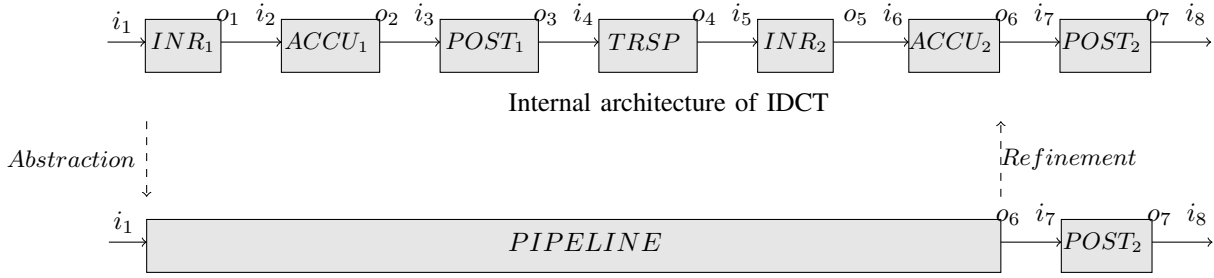 i₁ o₁ i₂ o₂ i₃ o₃ i₄ o₄ i₅ o₅ i₆ o₆ i₇ o₇ i₈
INR₁ ACCU₁ POST₁ TRSP INR₂ ACCU₂ POST₂
Internal architecture of IDCT
Abstraction Refinement
i₁ o₆ i₇ o₇ i₈
PIPELINE POST₂